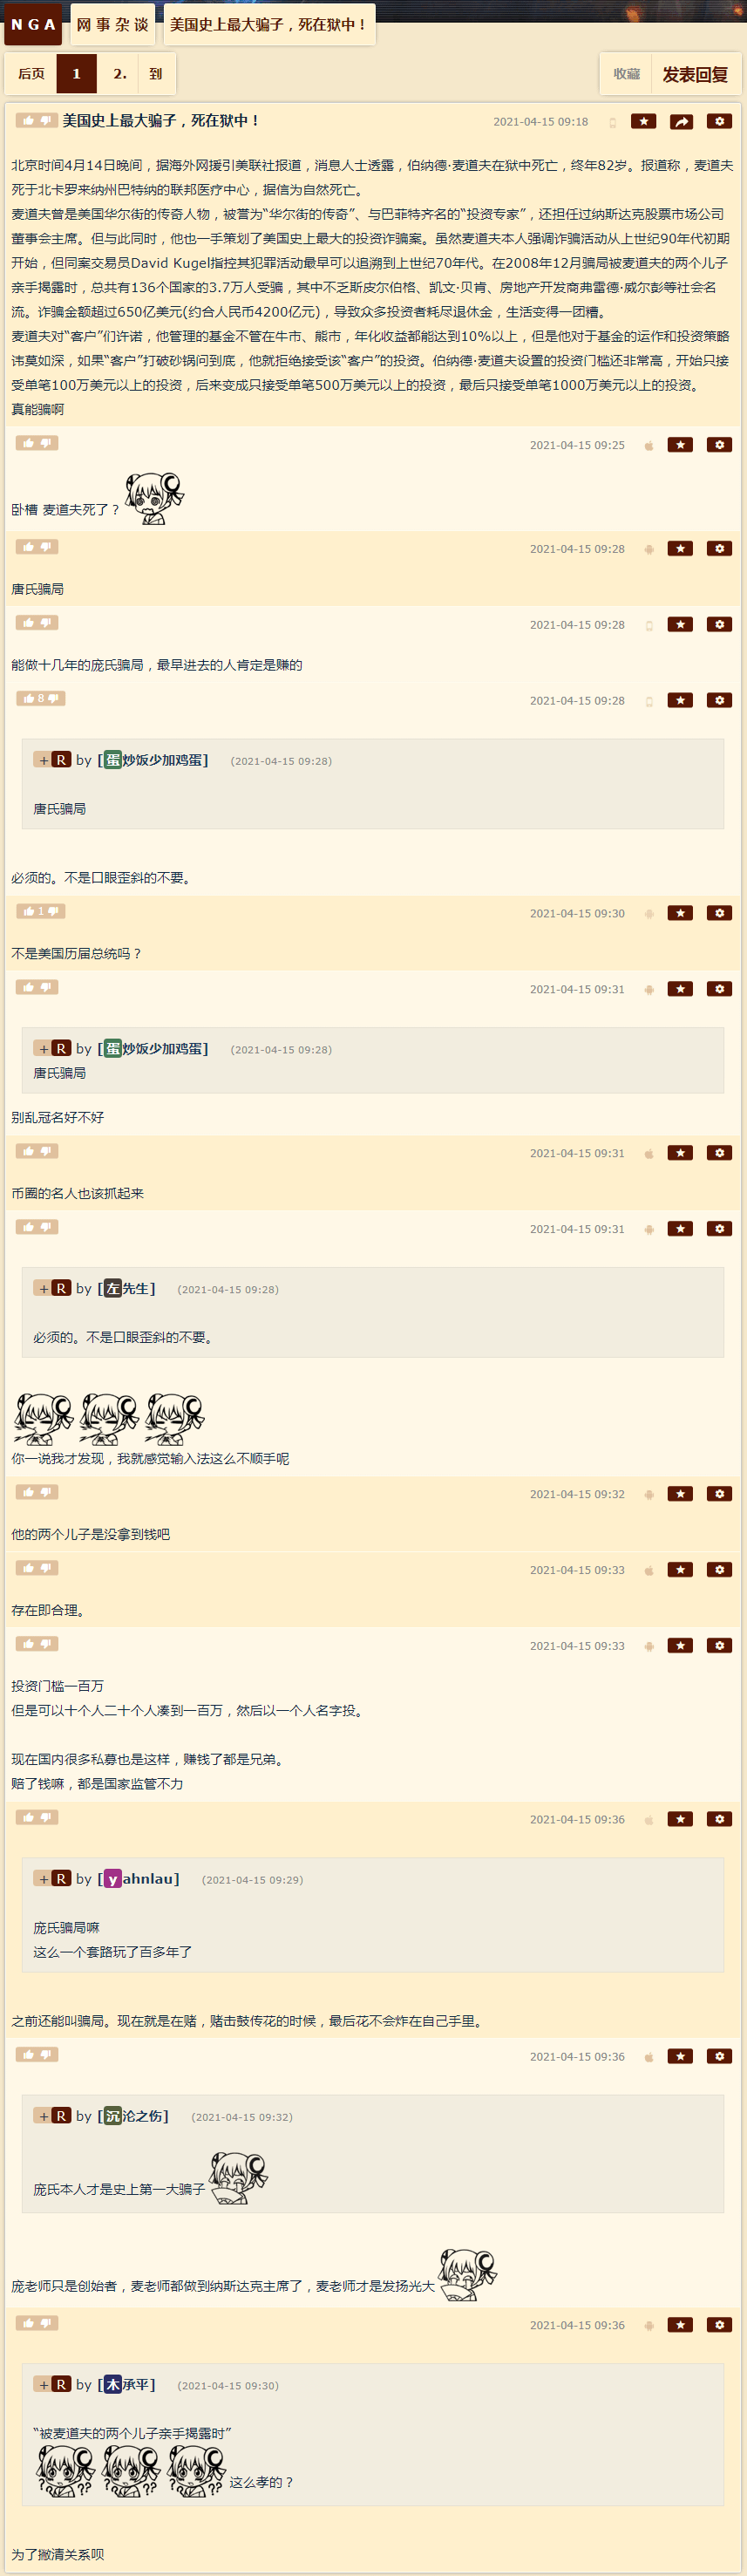 NGA 网事杂谈 美国史上最大骗子，死在狱中！
后页 1 2. 到 收藏 发表回复
美国史上最大骗子，死在狱中！ 2021-04-15 09:18
北京时间4月14日晚间，据海外网援引美联社报道，消息人士透露，伯纳德·麦道夫在狱中死亡，终年82岁。报道称，麦道夫
死于北卡罗来纳州巴特纳的联邦医疗中心，据信为自然死亡。
麦道夫曾是美国华尔街的传奇人物，被誉为“华尔街的传奇”、与巴菲特齐名的“投资专家”，还担任过纳斯达克股票市场公司
董事会主席。但与此同时，他也一手策划了美国史上最大的投资诈骗案。虽然麦道夫本人强调诈骗活动从上世纪90年代初期
开始，但同案交易员David Kugel指控其犯罪活动最早可以追溯到上世纪70年代。在2008年12月骗局被麦道夫的两个儿子
亲手揭露时，总共有136个国家的3.7万人受骗，其中不乏斯皮尔伯格、凯文·贝肯、房地产开发商弗雷德·威尔彭等社会名
流。诈骗金额超过650亿美元(约合人民币4200亿元)，导致众多投资者耗尽退休金，生活变得一团糟。
麦道夫对“客户”们许诺，他管理的基金不管在牛市、熊市，年化收益都能达到10%以上，但是他对于基金的运作和投资策略
讳莫如深，如果“客户”打破砂锅问到底，他就拒绝接受该“客户”的投资。伯纳德·麦道夫设置的投资门槛还非常高，开始只接
受单笔100万美元以上的投资，后来变成只接受单笔500万美元以上的投资，最后只接受单笔1000万美元以上的投资。
真能骗啊
2021-04-15 09:25
卧槽 麦道夫死了？
2021-04-15 09:28
唐氏骗局
2021-04-15 09:28
能做十几年的庞氏骗局，最早进去的人肯定是赚的
8 2021-04-15 09:28
+ R by [蛋炒饭少加鸡蛋] (2021-04-15 09:28)
唐氏骗局
必须的。不是口眼歪斜的不要。
1 2021-04-15 09:30
不是美国历届总统吗？
2021-04-15 09:31
+ R by [蛋炒饭少加鸡蛋] (2021-04-15 09:28)
唐氏骗局
别乱冠名好不好
2021-04-15 09:31
币圈的名人也该抓起来
2021-04-15 09:31
+ R by [左先生] (2021-04-15 09:28)
必须的。不是口眼歪斜的不要。
你一说我才发现，我就感觉输入法这么不顺手呢
2021-04-15 09:32
他的两个儿子是没拿到钱吧
2021-04-15 09:33
存在即合理。
2021-04-15 09:33
投资门槛一百万
但是可以十个人二十个人凑到一百万，然后以一个人名字投。
现在国内很多私募也是这样，赚钱了都是兄弟。
赔了钱嘛，都是国家监管不力
2021-04-15 09:36
+ R by [yahnlau] (2021-04-15 09:29)
庞氏骗局嘛
这么一个套路玩了百多年了
之前还能叫骗局。现在就是在赌，赌击鼓传花的时候，最后花不会炸在自己手里。
2021-04-15 09:36
+ R by [沉沦之伤] (2021-04-15 09:32)
庞氏本人才是史上第一大骗子
庞老师只是创始者，麦老师都做到纳斯达克主席了，麦老师才是发扬光大
2021-04-15 09:36
+ R by [木承平] (2021-04-15 09:30)
“被麦道夫的两个儿子亲手揭露时”
?? ?? ?? 这么孝的？
为了撇清关系呗